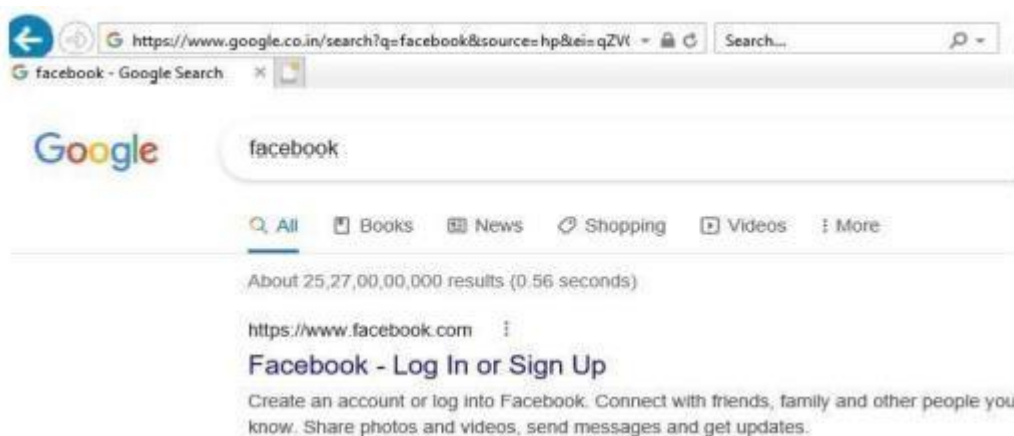 https://www.google.co.in/search?q=facebook&source=hp&ei=qZV( Search...
facebook - Google Search
Google facebook
All Books News Shopping Videos More
About 25,27,00,00,000 results (0.56 seconds)
https://www.facebook.com
Facebook - Log In or Sign Up
Create an account or log into Facebook. Connect with friends, family and other people you
know. Share photos and videos, send messages and get updates.